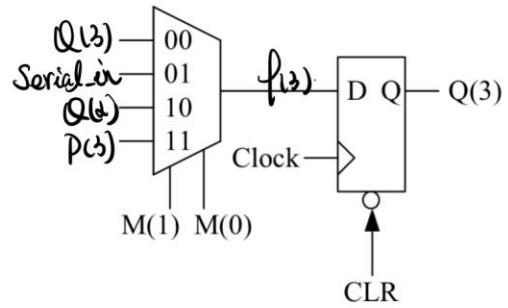 Q(3) 00
Serial_in 01
Q(2) 10
P(3) 11
f(3)
D Q Q(3)
Clock
M(1) M(0)
CLR